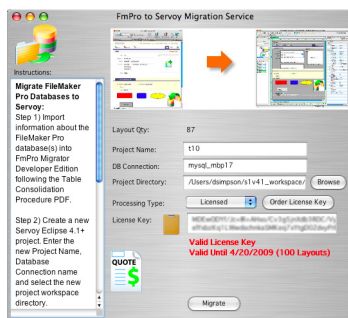 FmPro to Servoy Migration Service
Instructions:
Migrate FileMaker
Pro Databases to
Servoy:
Step 1) Import
information about the
FileMaker Pro
database(s) into
FmPro Migrator
Developer Edition
following the Table
Consolidation
Procedure PDF.
Step 2) Create a new
Servoy Eclipse 4.1+
project. Enter the
new Project Name,
Database
Connection name
and select the new
project workspace
directory.
Layout Qty: 87
Project Name: t10
DB Connection: mysql_mbp17
Project Directory: /Users/dsimpson/s1v41_workspace/ Browse
Processing Type: Licensed Order License Key
License Key:
Valid License Key
Valid Until 4/20/2009 (100 Layouts)
QUOTE
$
Migrate